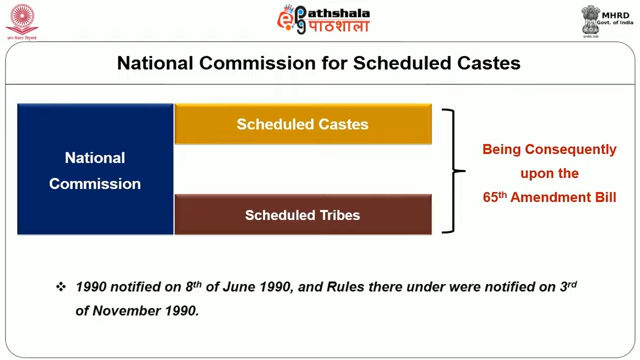 Pathshala
पाठशाला
MHRD
Govt. of India
National Commission for Scheduled Castes
National
Commission
Scheduled Castes
Scheduled Tribes
Being Consequently
upon the
65th Amendment Bill
❖ 1990 notified on 8th of June 1990, and Rules there under were notified on 3rd
of November 1990.